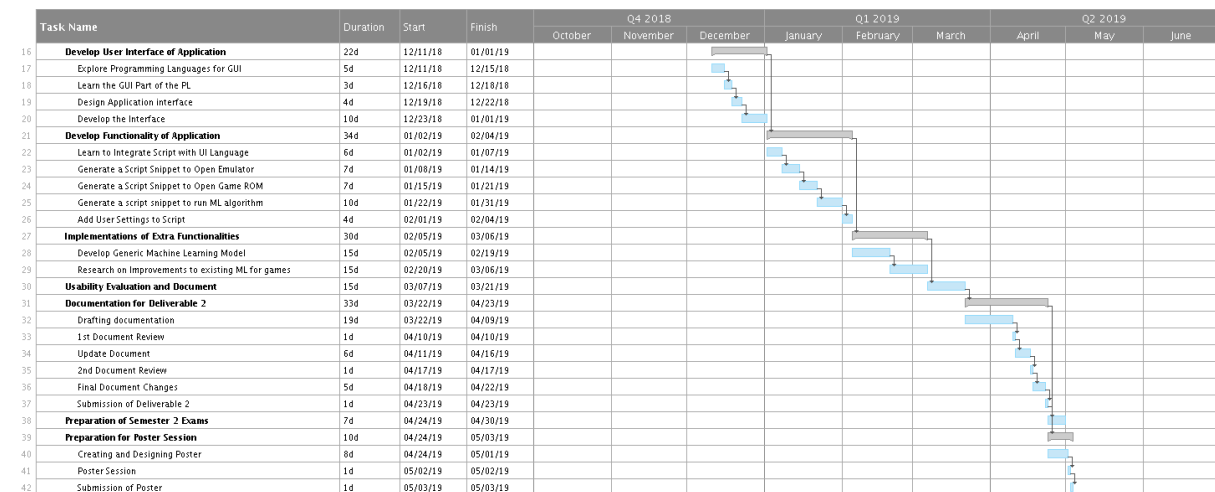 Task Name Duration Start Finish Q4 2018 Q1 2019 Q2 2019
October November December January February March April May June
16 Develop User Interface of Application 22d 12/11/18 01/01/19
17 Explore Programming Languages for GUI 5d 12/11/18 12/15/18
18 Learn the GUI Part of the PL 3d 12/16/18 12/18/18
19 Design Application interface 4d 12/19/18 12/22/18
20 Develop the Interface 10d 12/23/18 01/01/19
21 Develop Functionality of Application 34d 01/02/19 02/04/19
22 Learn to Integrate Script with UI Language 6d 01/02/19 01/07/19
23 Generate a Script Snippet to Open Emulator 7d 01/08/19 01/14/19
24 Generate a Script Snippet to Open Game ROM 7d 01/15/19 01/21/19
25 Generate a script snippet to run ML algorithm 10d 01/22/19 01/31/19
26 Add User Settings to Script 4d 02/01/19 02/04/19
27 Implementations of Extra Functionalities 30d 02/05/19 03/06/19
28 Develop Generic Machine Learning Model 15d 02/05/19 02/19/19
29 Research on Improvements to existing ML for games 15d 02/20/19 03/06/19
30 Usability Evaluation and Document 15d 03/07/19 03/21/19
31 Documentation for Deliverable 2 33d 03/22/19 04/23/19
32 Drafting documentation 19d 03/22/19 04/09/19
33 1st Document Review 1d 04/10/19 04/10/19
34 Update Document 6d 04/11/19 04/16/19
35 2nd Document Review 1d 04/17/19 04/17/19
36 Final Document Changes 5d 04/18/19 04/22/19
37 Submission of Deliverable 2 1d 04/23/19 04/23/19
38 Preparation of Semester 2 Exams 7d 04/24/19 04/30/19
39 Preparation for Poster Session 10d 04/24/19 05/03/19
40 Creating and Designing Poster 8d 04/24/19 05/01/19
41 Poster Session 1d 05/02/19 05/02/19
42 Submission of Poster 1d 05/03/19 05/03/19